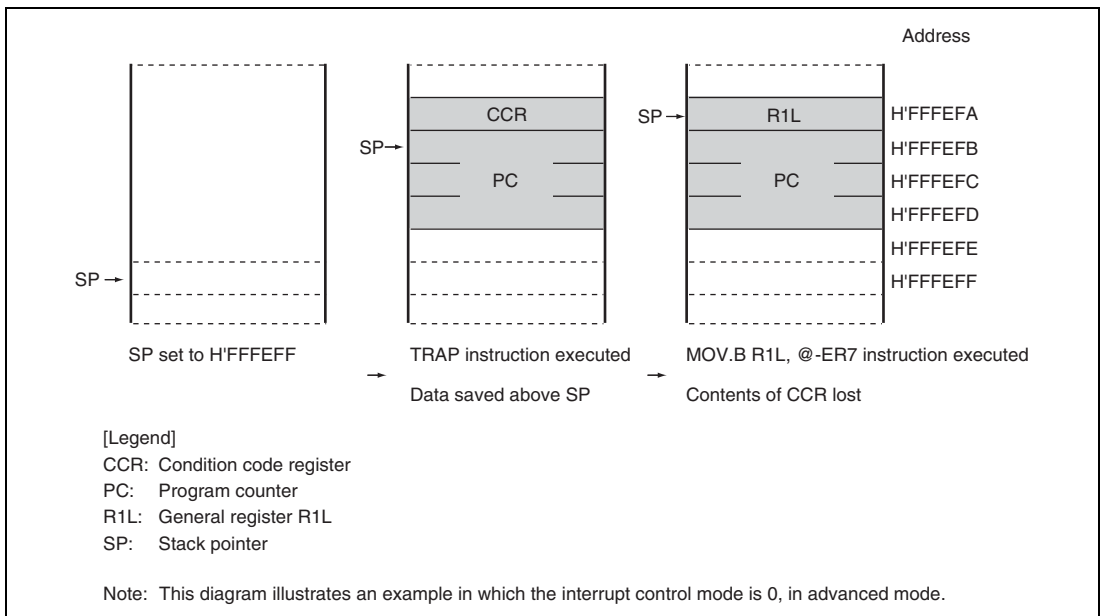 Address
CCR
SP
R1L
H'FFFEFA
SP
H'FFFEFB
PC
PC
H'FFFEFC
H'FFFEFD
H'FFFEFE
SP
H'FFFEFF
SP set to H'FFFEFF
TRAP instruction executed
MOV.B R1L, @-ER7 instruction executed
Data saved above SP
Contents of CCR lost
[Legend]
CCR: Condition code register
PC: Program counter
R1L: General register R1L
SP: Stack pointer
Note: This diagram illustrates an example in which the interrupt control mode is 0, in advanced mode.